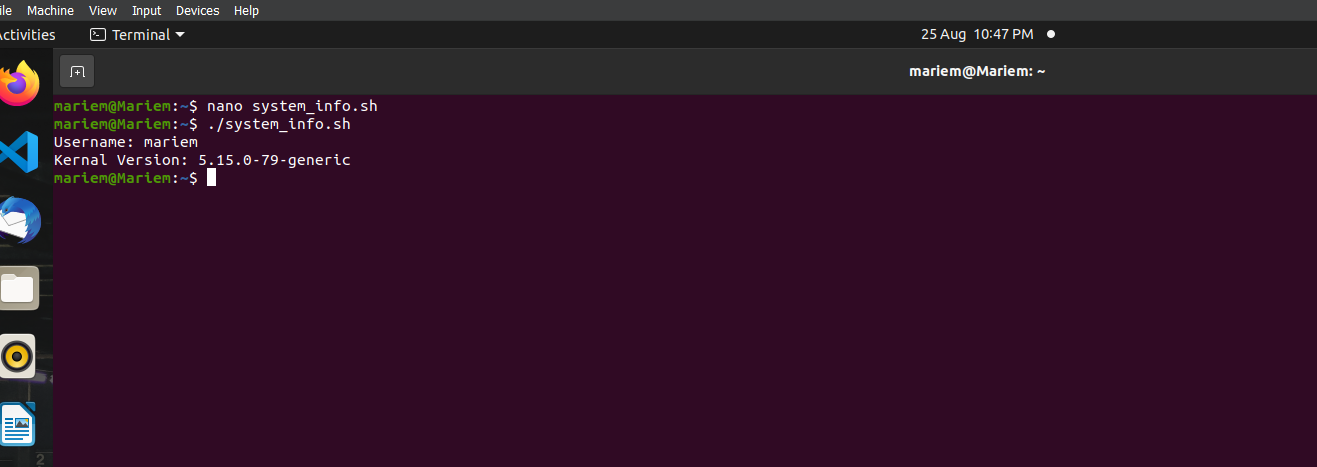 ile Machine View Input Devices Help
Activities Terminal 25 Aug 10:47 PM
mariem@Mariem: ~
mariem@Mariem:~$ nano system_info.sh
mariem@Mariem:~$ ./system_info.sh
Username: mariem
Kernal Version: 5.15.0-79-generic
mariem@Mariem:~$
2